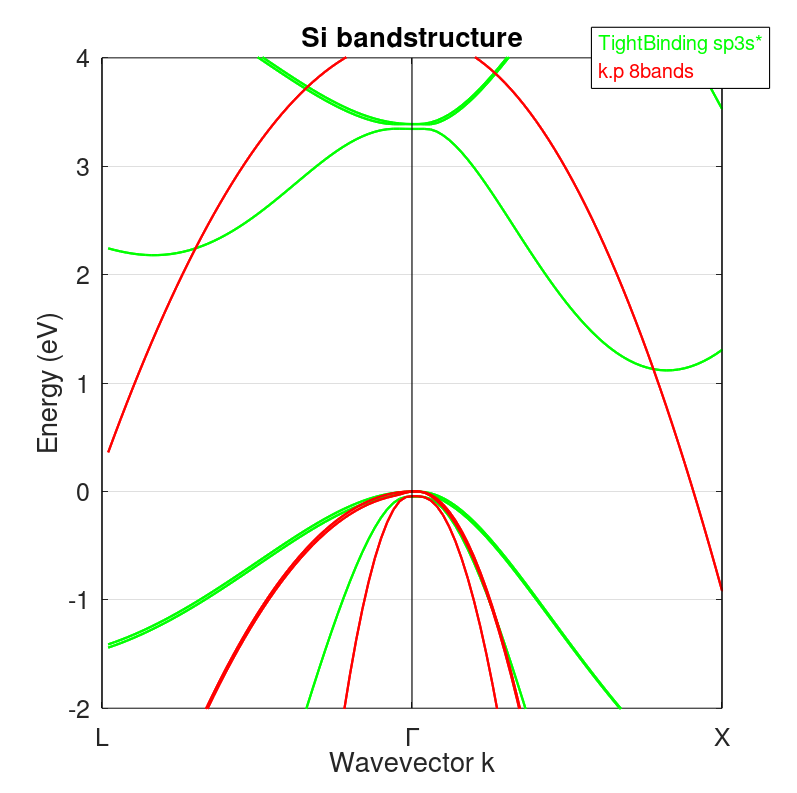 Si bandstructure
TightBinding sp3s*
k.p 8bands
Energy (eV)
4
3
2
1
0
-1
-2
L
Γ
X
Wavevector k